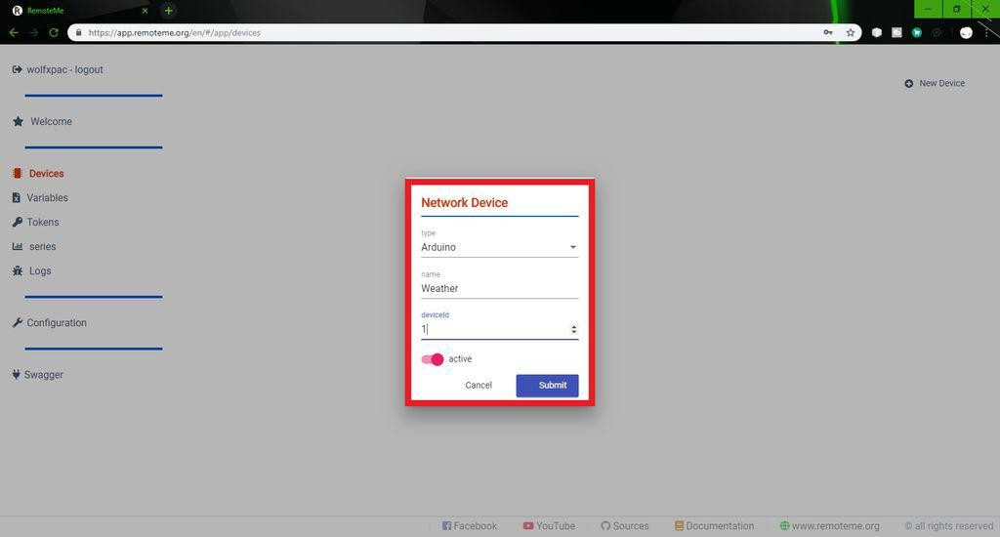 RemoteMe
https://app.remoteme.org/en/#/app/devices
wolfxpac - logout
New Device
Welcome
Devices
Variables
Tokens
series
Logs
Configuration
Swagger
Network Device
type
Arduino
name
Weather
deviceId
1
active
Cancel
Submit
Facebook
YouTube
Sources
Documentation
www.remoteme.org
© all rights reserved